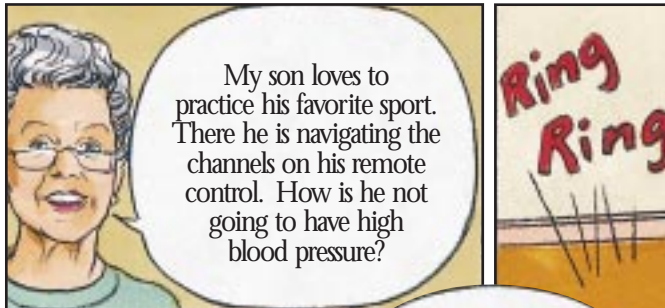 My son loves to
practice his favorite sport.
There he is navigating the
channels on his remote
control.  How is he not
going to have high
blood pressure?
Ring
Ring